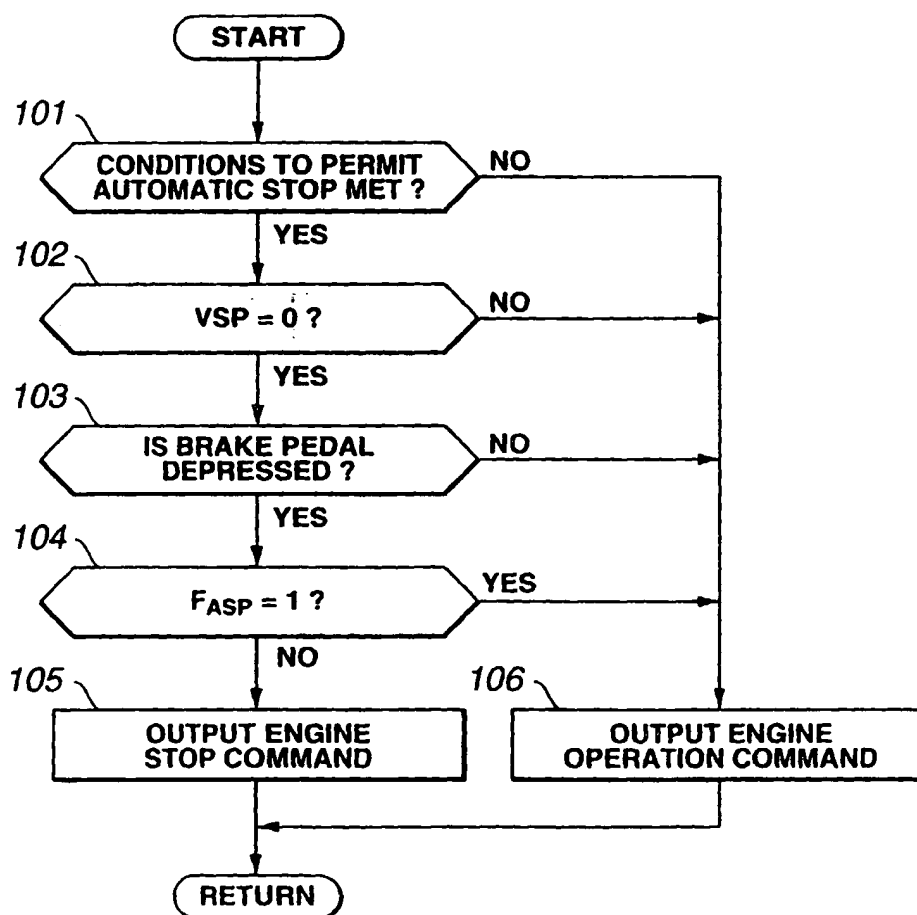 START
101
CONDITIONS TO PERMIT
AUTOMATIC STOP MET ?
NO
YES
102
VSP = 0 ?
NO
YES
103
IS BRAKE PEDAL
DEPRESSED ?
NO
YES
104
FASP = 1 ?
YES
NO
105
OUTPUT ENGINE
STOP COMMAND
106
OUTPUT ENGINE
OPERATION COMMAND
RETURN